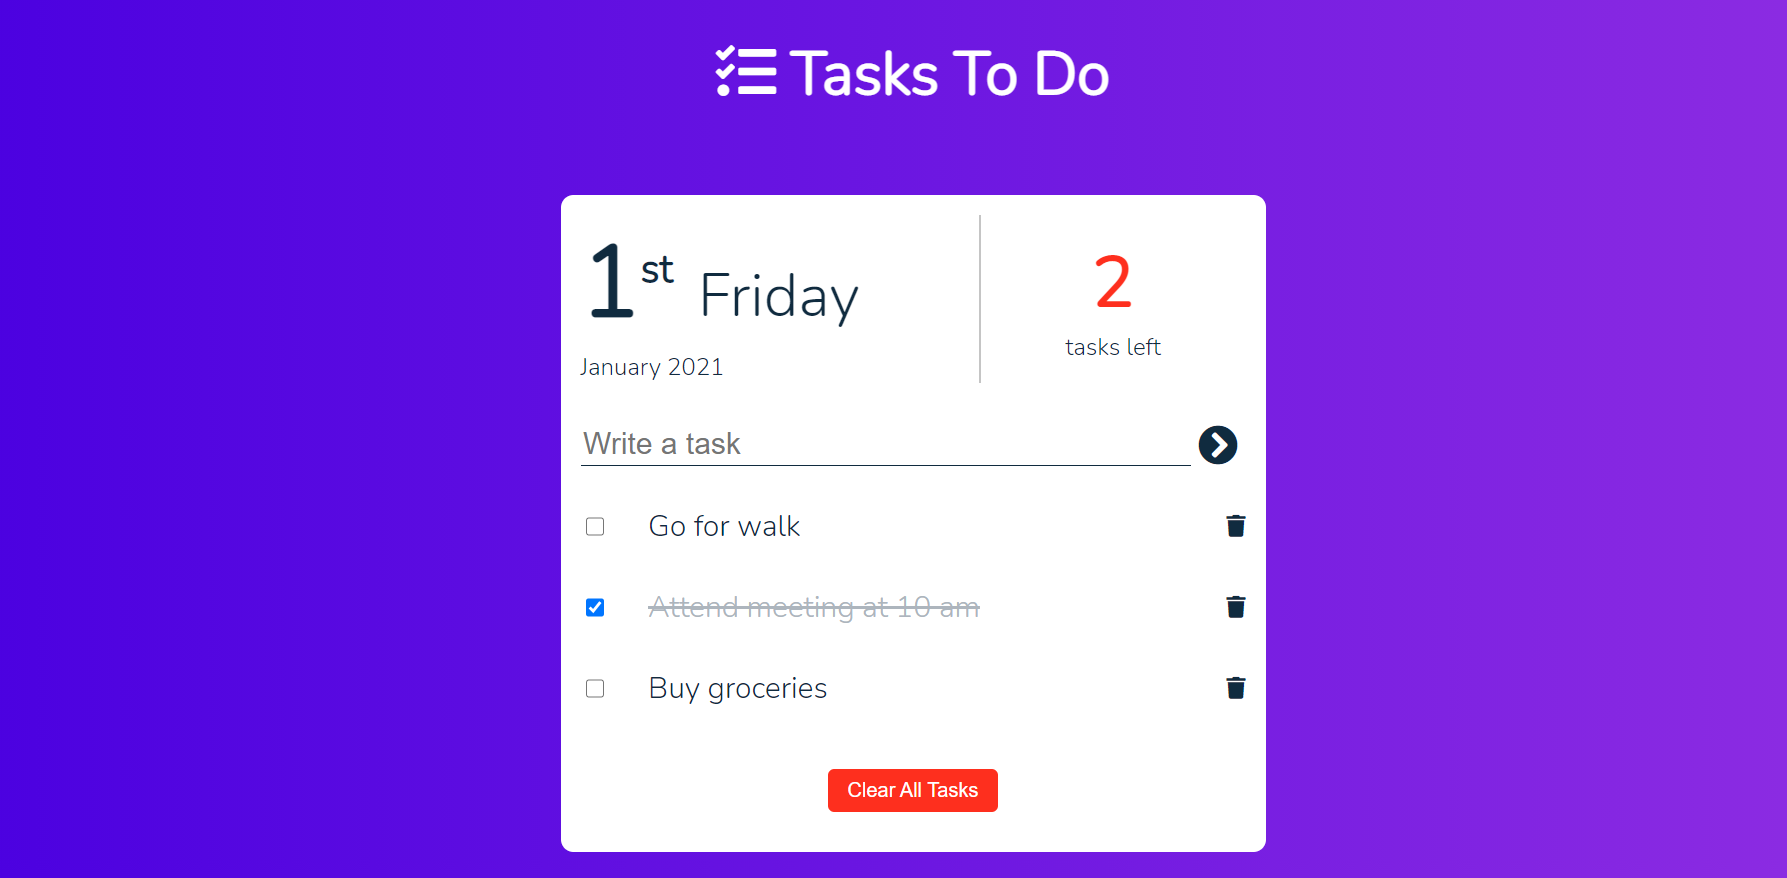 Tasks To Do
1st Friday
January 2021
2
tasks left
Write a task
Go for walk
Attend meeting at 10 am
Buy groceries
Clear All Tasks